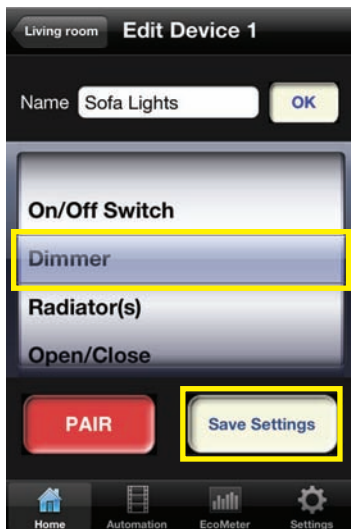 Living room Edit Device 1
Name Sofa Lights OK
On/Off Switch
Dimmer
Radiator(s)
Open/Close
PAIR Save Settings
Home Automation EcoMeter Settings